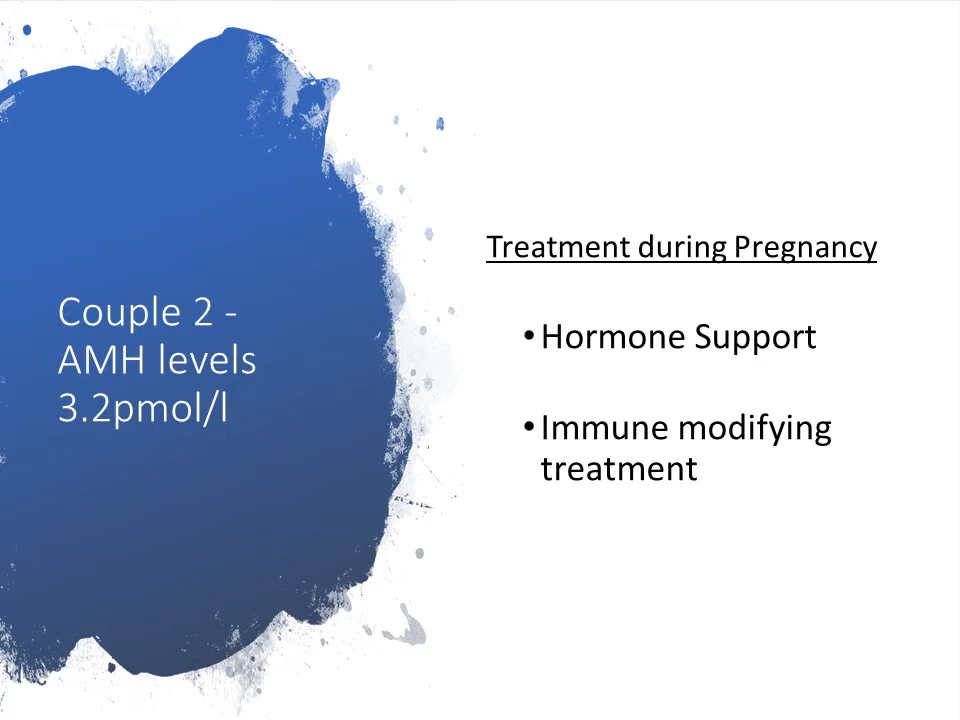 Couple 2 -
AMH levels
3.2pmol/l
Treatment during Pregnancy
•Hormone Support
•Immune modifying
treatment